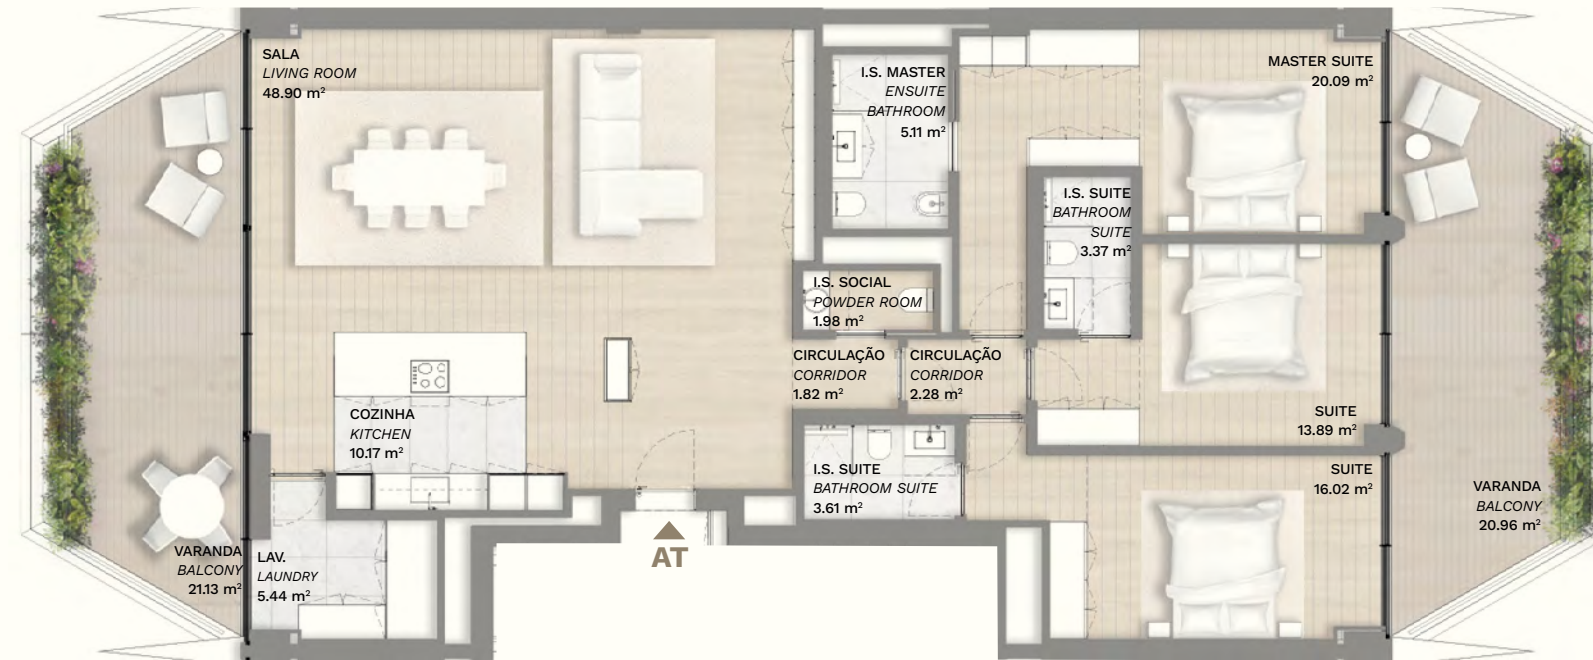 SALA
LIVING ROOM
48.90 m²
I.S. MASTER
ENSUITE
BATHROOM
5.11 m²
MASTER SUITE
20.09 m²
I.S. SUITE
BATHROOM
SUITE
3.37 m²
I.S. SOCIAL
POWDER ROOM
1.98 m²
CIRCULAÇÃO
CORRIDOR
1.82 m²
CIRCULAÇÃO
CORRIDOR
2.28 m²
COZINHA
KITCHEN
10.17 m²
SUITE
13.89 m²
I.S. SUITE
BATHROOM SUITE
3.61 m²
SUITE
16.02 m²
VARANDA
BALCONY
20.96 m²
VARANDA
BALCONY
21.13 m²
LAV.
LAUNDRY
5.44 m²
AT